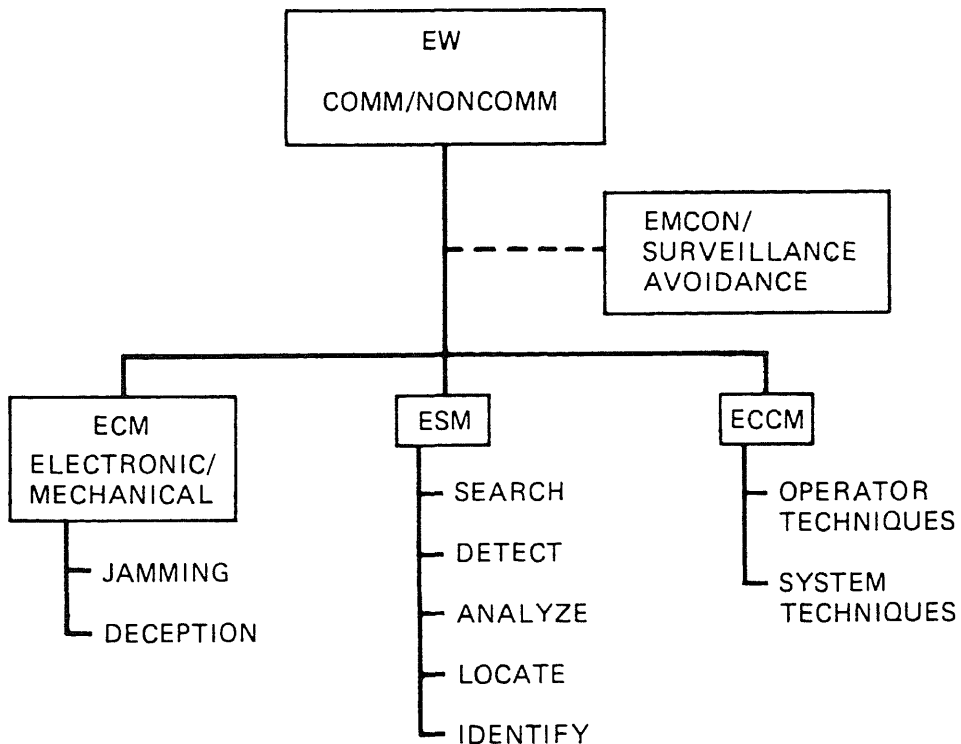 EW
COMM/NONCOMM
EMCON/
SURVEILLANCE
AVOIDANCE
ECM
ELECTRONIC/
MECHANICAL
JAMMING
DECEPTION
ESM
SEARCH
DETECT
ANALYZE
LOCATE
IDENTIFY
ECCM
OPERATOR
TECHNIQUES
SYSTEM
TECHNIQUES